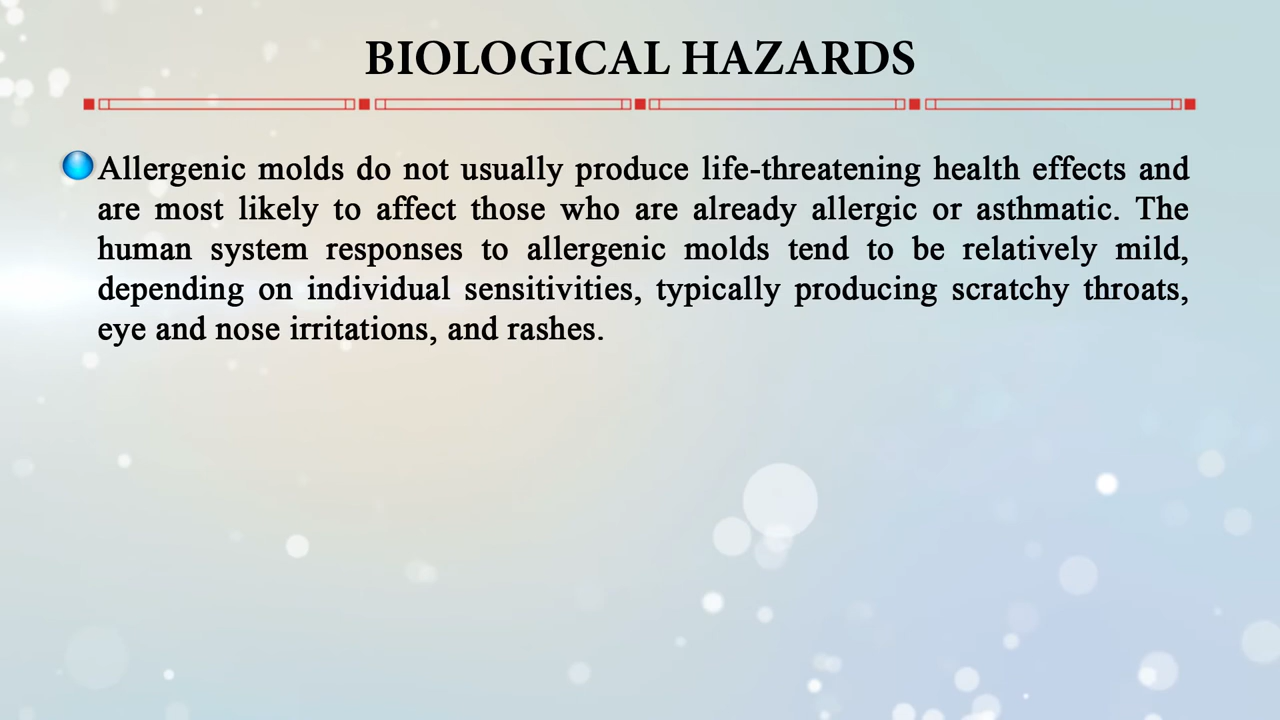 BIOLOGICAL HAZARDS
Allergenic molds do not usually produce life-threatening health effects and
are most likely to affect those who are already allergic or asthmatic. The
human system responses to allergenic molds tend to be relatively mild,
depending on individual sensitivities, typically producing scratchy throats,
eye and nose irritations, and rashes.